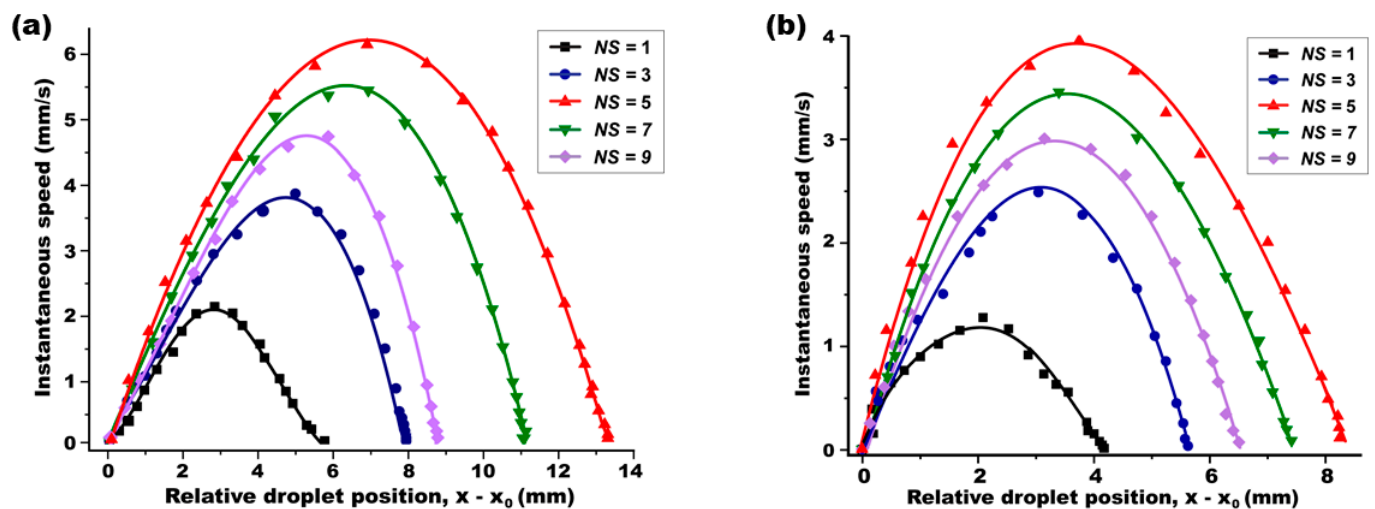 (a)
Instantaneous speed (mm/s)
6
5
4
3
2
1
0
0 2 4 6 8 10 12 14
Relative droplet position, x - x₀ (mm)
NS = 1
NS = 3
NS = 5
NS = 7
NS = 9
(b)
Instantaneous speed (mm/s)
4
3
2
1
0
0 2 4 6 8
Relative droplet position, x - x₀ (mm)
NS = 1
NS = 3
NS = 5
NS = 7
NS = 9